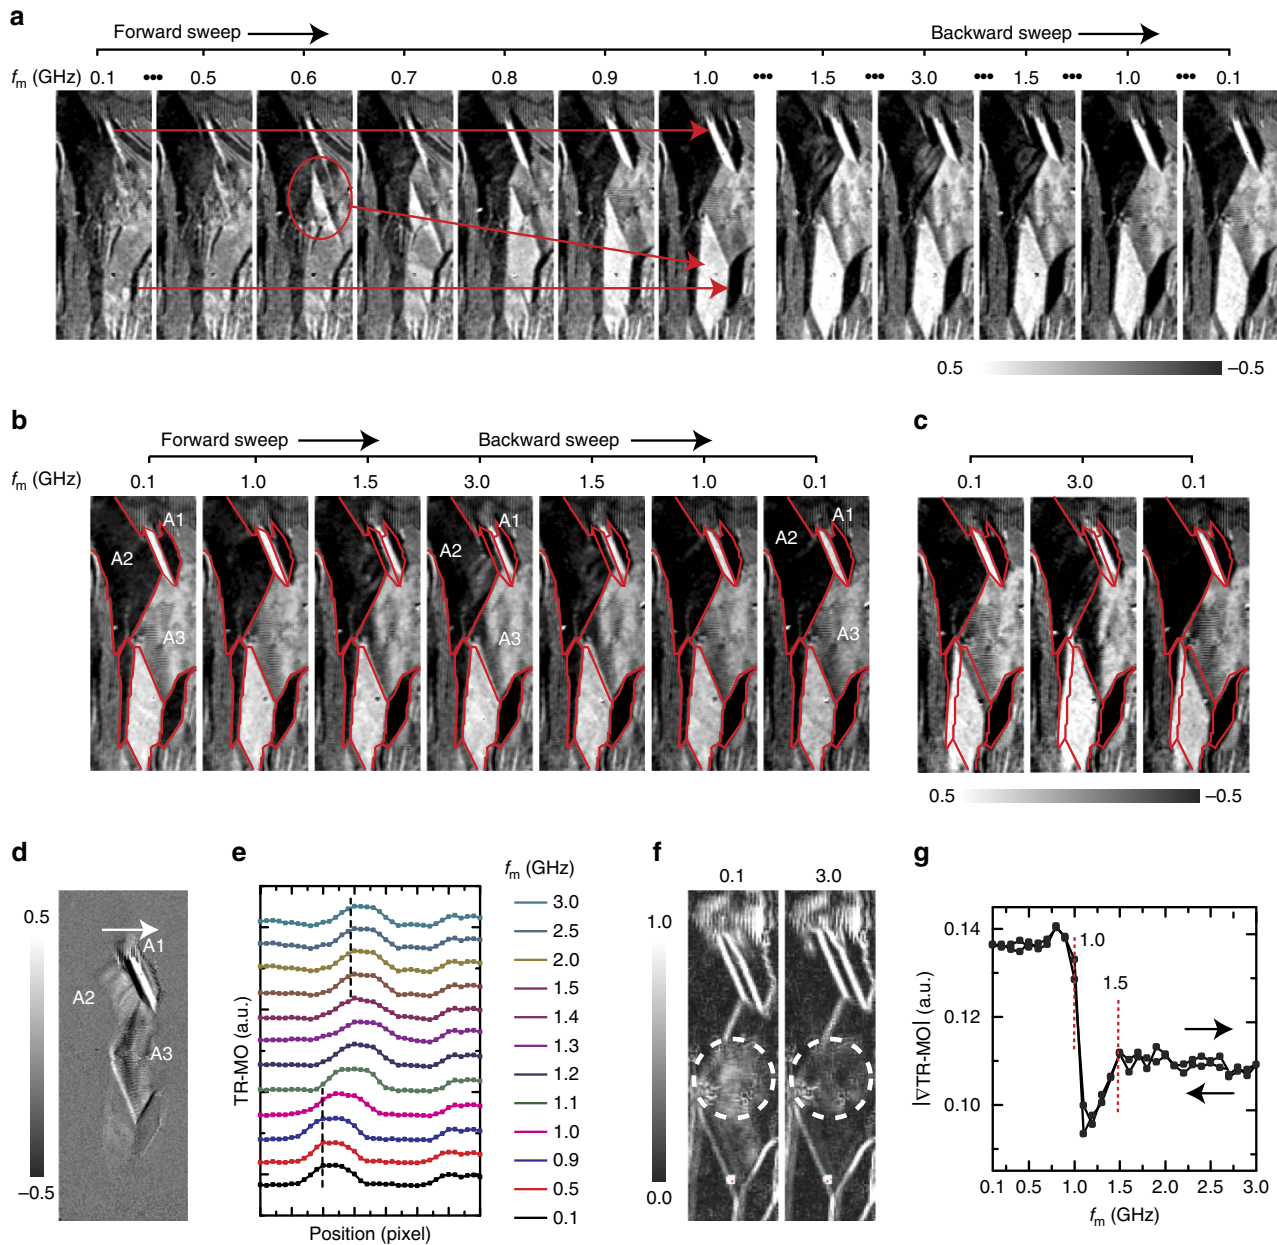 a
Forward sweep
Backward sweep
fm (GHz) 0.1 ••• 0.5 0.6 0.7 0.8 0.9 1.0 ••• 1.5 ••• 3.0 ••• 1.5 ••• 1.0 ••• 0.1
0.5 –0.5
b
Forward sweep
Backward sweep
fm (GHz) 0.1 1.0 1.5 3.0 1.5 1.0 0.1
A1 A2 A3
A1 A2 A3
A1 A2 A3
c
0.1 3.0 0.1
0.5 –0.5
d
0.5
–0.5
A1
A2
A3
e
TR-MO (a.u.)
Position (pixel)
fm (GHz)
3.0
2.5
2.0
1.5
1.4
1.3
1.2
1.1
1.0
0.9
0.5
0.1
f
0.1 3.0
1.0
0.0
g
|∇TR-MO| (a.u.)
0.14
0.12
0.10
1.0
1.5
0.1 0.5 1.0 1.5 2.0 2.5 3.0
fm (GHz)